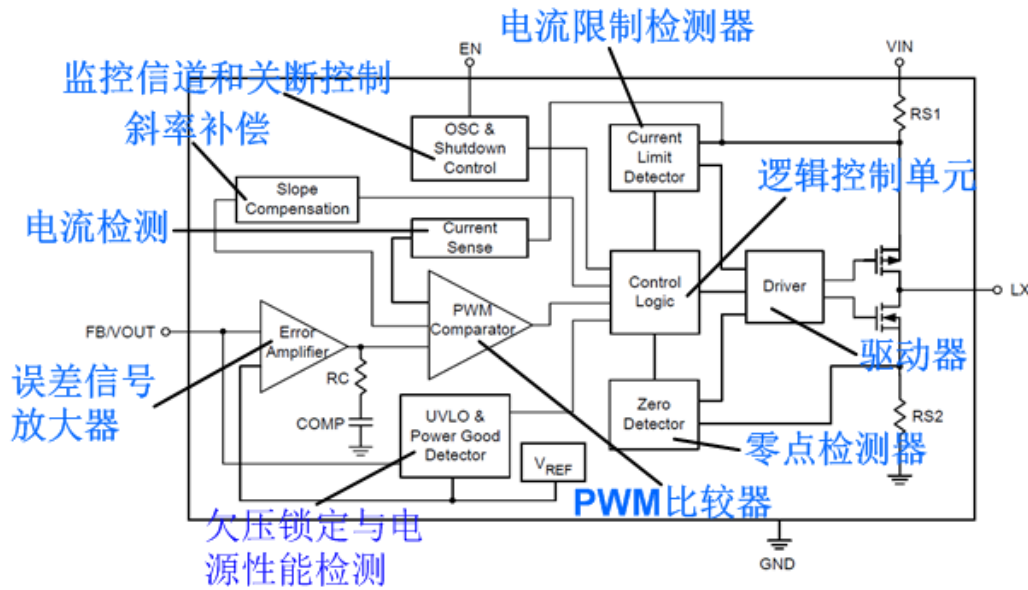 电流限制检测器
EN
VIN
监控信道和关断控制
RS1
斜率补偿
OSC &
Shutdown
Control
Current
Limit
Detector
逻辑控制单元
Slope
Compensation
电流检测
Current
Sense
Control
Logic
Driver
LX
PWM
Comparator
FB/VOUT
Error
Amplifier
驱动器
误差信号
放大器
RC
COMP
UVLO &
Power Good
Detector
Zero
Detector
RS2
零点检测器
VREF
PWM比较器
欠压锁定与电
源性能检测
GND